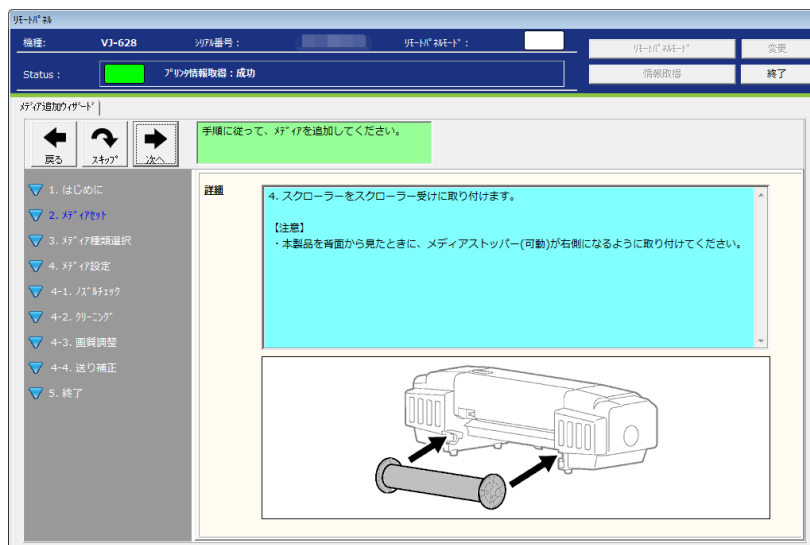 ﾘﾓｰﾄﾊﾟﾈﾙ
機種: VJ-628 ｼﾘｱﾙ番号: ﾘﾓｰﾄﾊﾟﾈﾙﾓｰﾄﾞ: ﾘﾓｰﾄﾊﾟﾈﾙﾓｰﾄﾞ 変更
Status: ﾌﾟﾘﾝﾀ情報取得:成功 情報取得 終了
ﾒﾃﾞｨｱ追加ｳｨｻﾞｰﾄﾞ
戻る ｽｷｯﾌﾟ 次へ
手順に従って、ﾒﾃﾞｨｱを追加してください。
1. はじめに
2. ﾒﾃﾞｨｱｾｯﾄ
3. ﾒﾃﾞｨｱ種類選択
4. ﾒﾃﾞｨｱ設定
4-1. ﾉｽﾞﾙﾁｪｯｸ
4-2. ｸﾘｰﾆﾝｸﾞ
4-3. 画質調整
4-4. 送り補正
5. 終了
詳細
4. スクローラーをスクローラー受けに取り付けます。
【注意】
・本製品を背面から見たときに、メディアストッパー(可動)が右側になるように取り付けてください。